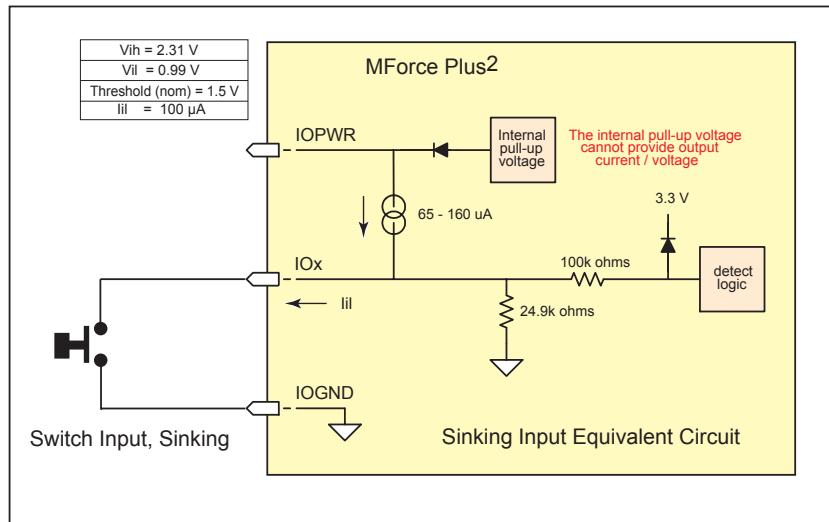 Vih = 2.31 V
Vil = 0.99 V
Threshold (nom) = 1.5 V
Iil = 100 µA
MForce Plus2
IOPWR
Internal
pull-up
voltage
The internal pull-up voltage
cannot provide output
current / voltage
65 - 160 uA
3.3 V
IOx
100k ohms
detect
logic
Iil
24.9k ohms
IOGND
Switch Input, Sinking
Sinking Input Equivalent Circuit